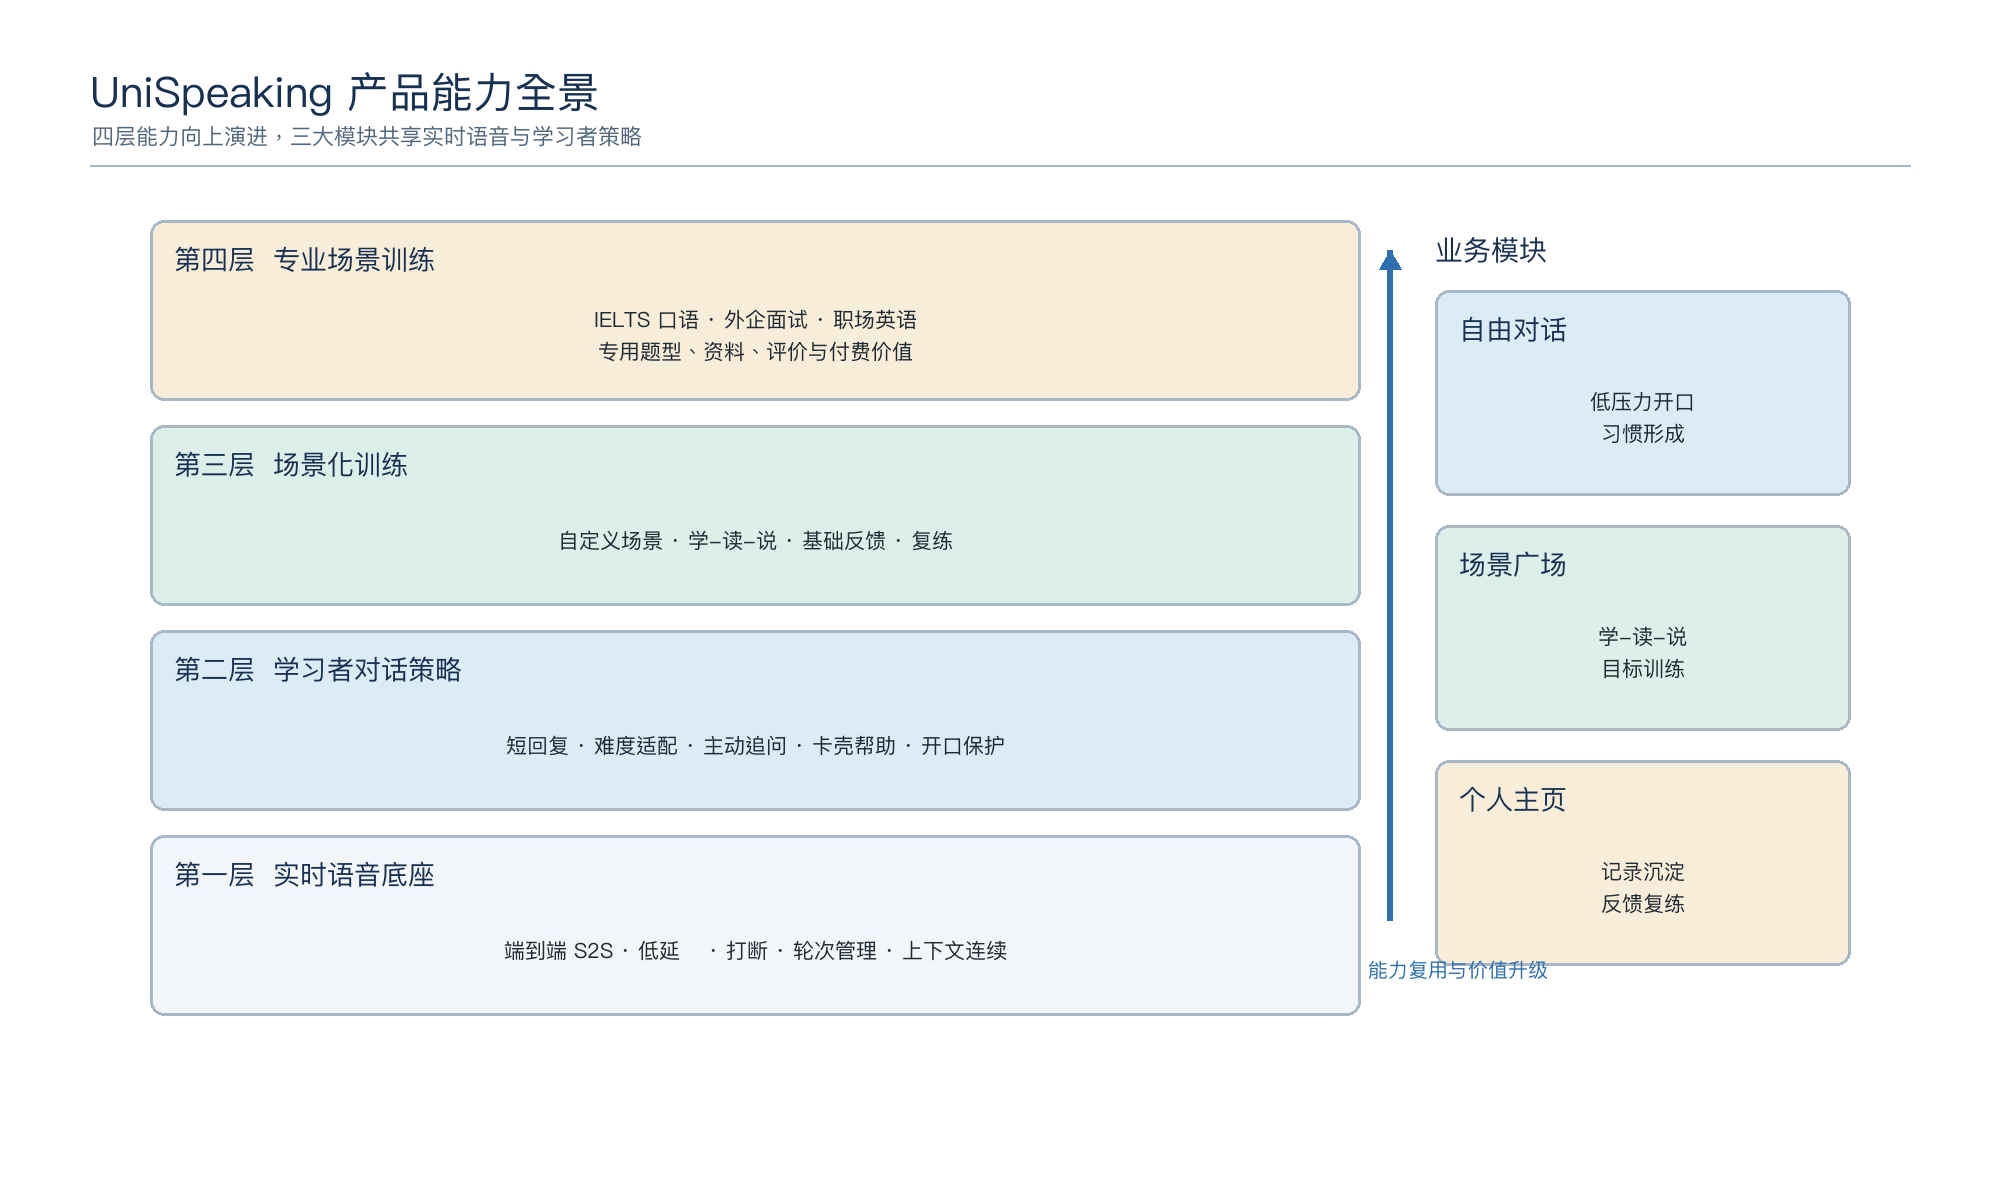 UniSpeaking 产品能力全景
四层能力向上演进，三大模块共享实时语音与学习者策略
第四层 专业场景训练
IELTS 口语 · 外企面试 · 职场英语
专用题型、资料、评价与付费价值
第三层 场景化训练
自定义场景 · 学–读–说 · 基础反馈 · 复练
第二层 学习者对话策略
短回复 · 难度适配 · 主动追问 · 卡壳帮助 · 开口保护
第一层 实时语音底座
端到端 S2S · 低延 · 打断 · 轮次管理 · 上下文连续
业务模块
自由对话
低压力开口
习惯形成
场景广场
学–读–说
目标训练
个人主页
记录沉淀
反馈复练
能力复用与价值升级